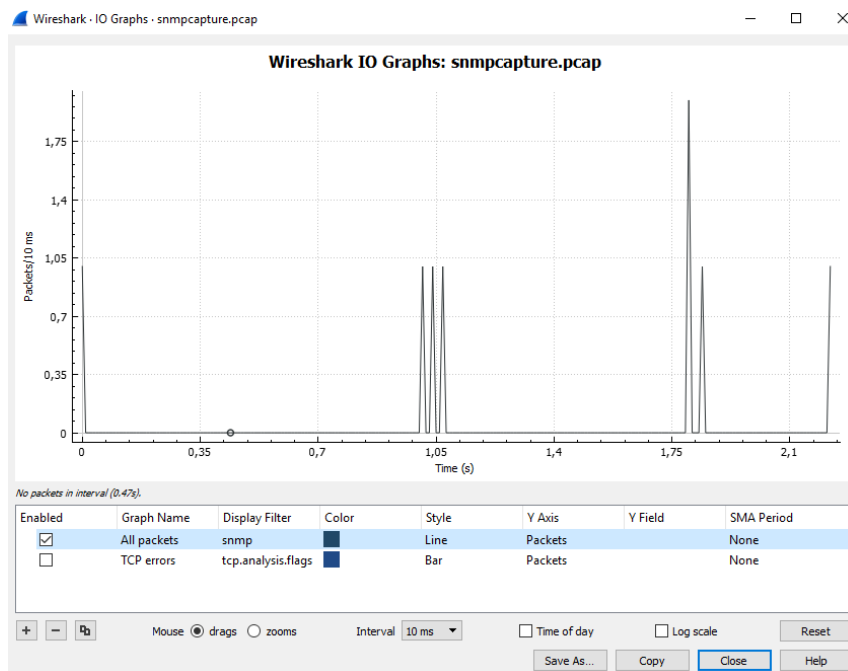 Wireshark · IO Graphs · snmpcapture.pcap
Wireshark IO Graphs: snmpcapture.pcap
Packets/10 ms
1,75
1,4
1,05
0,7
0,35
0
0 0,35 0,7 1,05 1,4 1,75 2,1
Time (s)
No packets in interval (0.47s).
Enabled Graph Name Display Filter Color Style Y Axis Y Field SMA Period
All packets snmp Line Packets None
TCP errors tcp.analysis.flags Bar Packets None
+ − Mouse drags zooms Interval 10 ms Time of day Log scale Reset
Save As... Copy Close Help